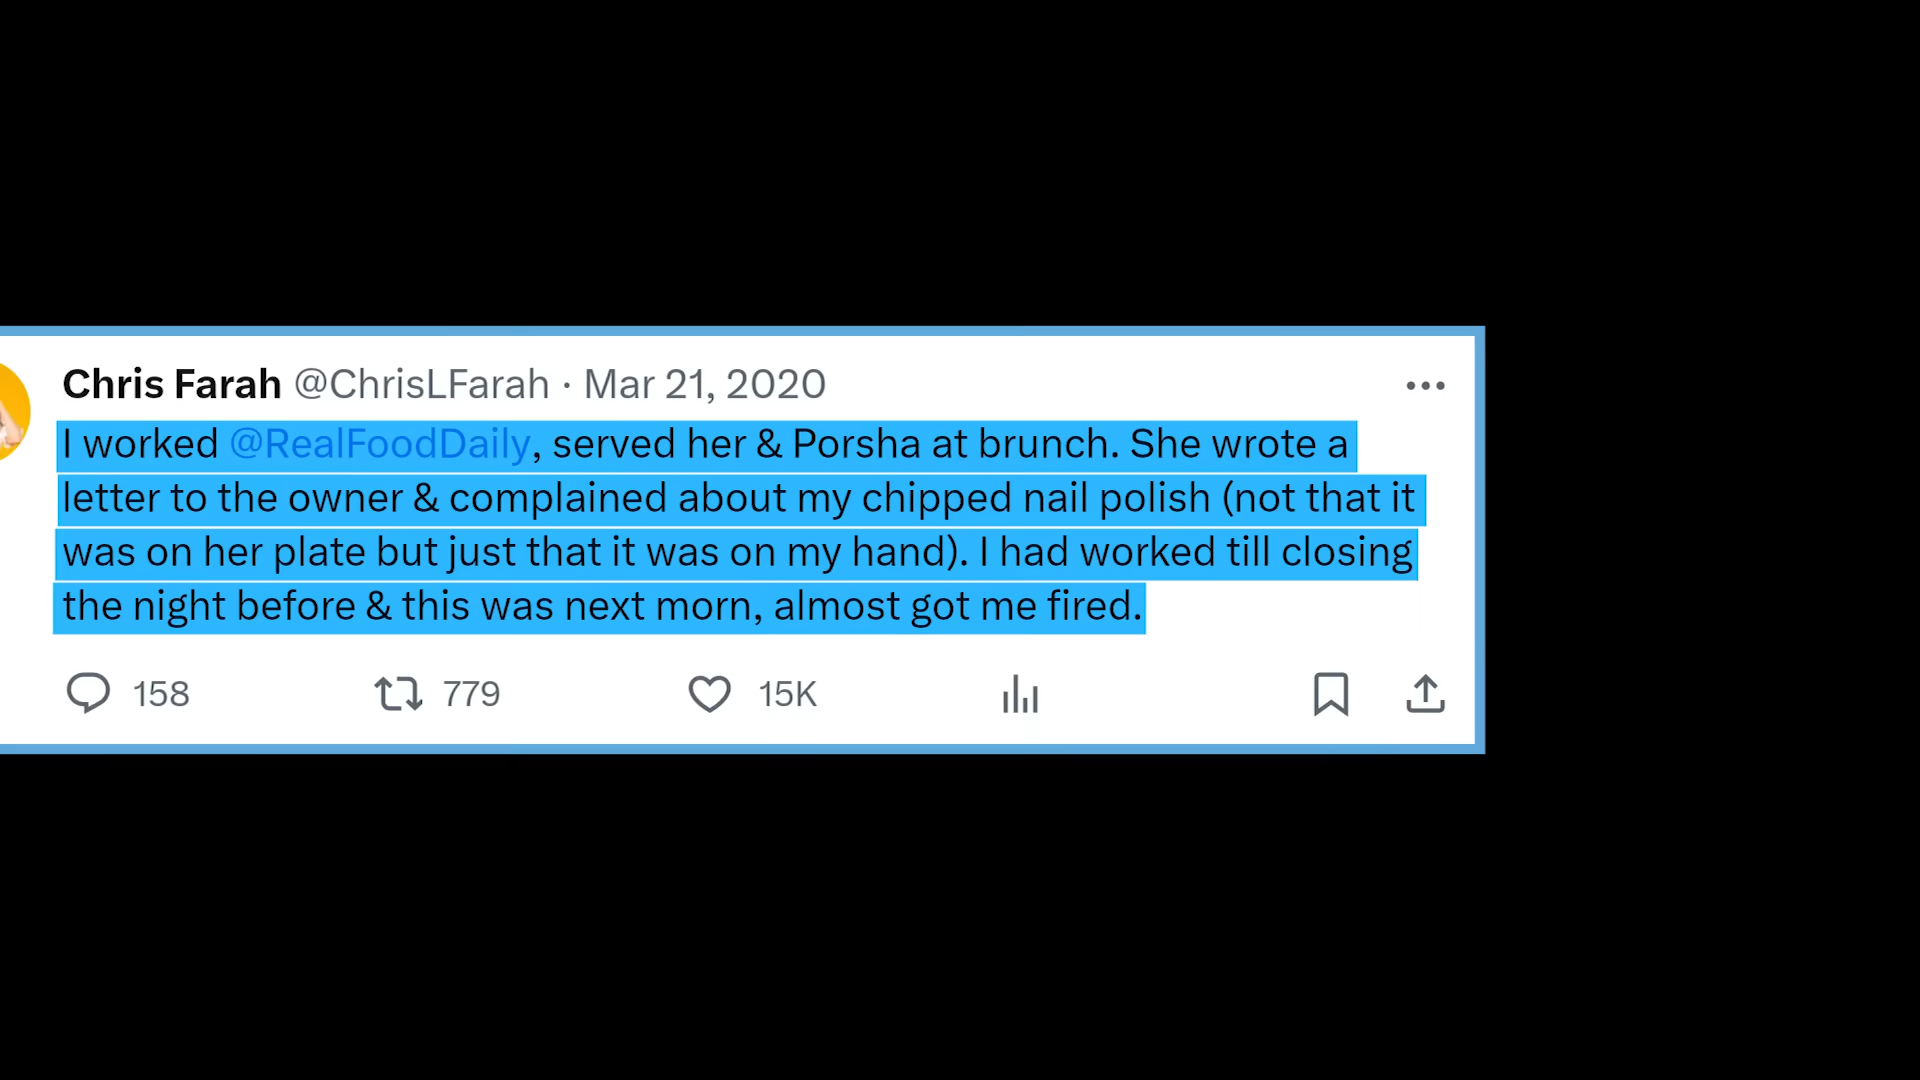 Chris Farah @ChrisLFarah · Mar 21, 2020
I worked @RealFoodDaily, served her & Porsha at brunch. She wrote a
letter to the owner & complained about my chipped nail polish (not that it
was on her plate but just that it was on my hand). I had worked till closing
the night before & this was next morn, almost got me fired.
158 779 15K